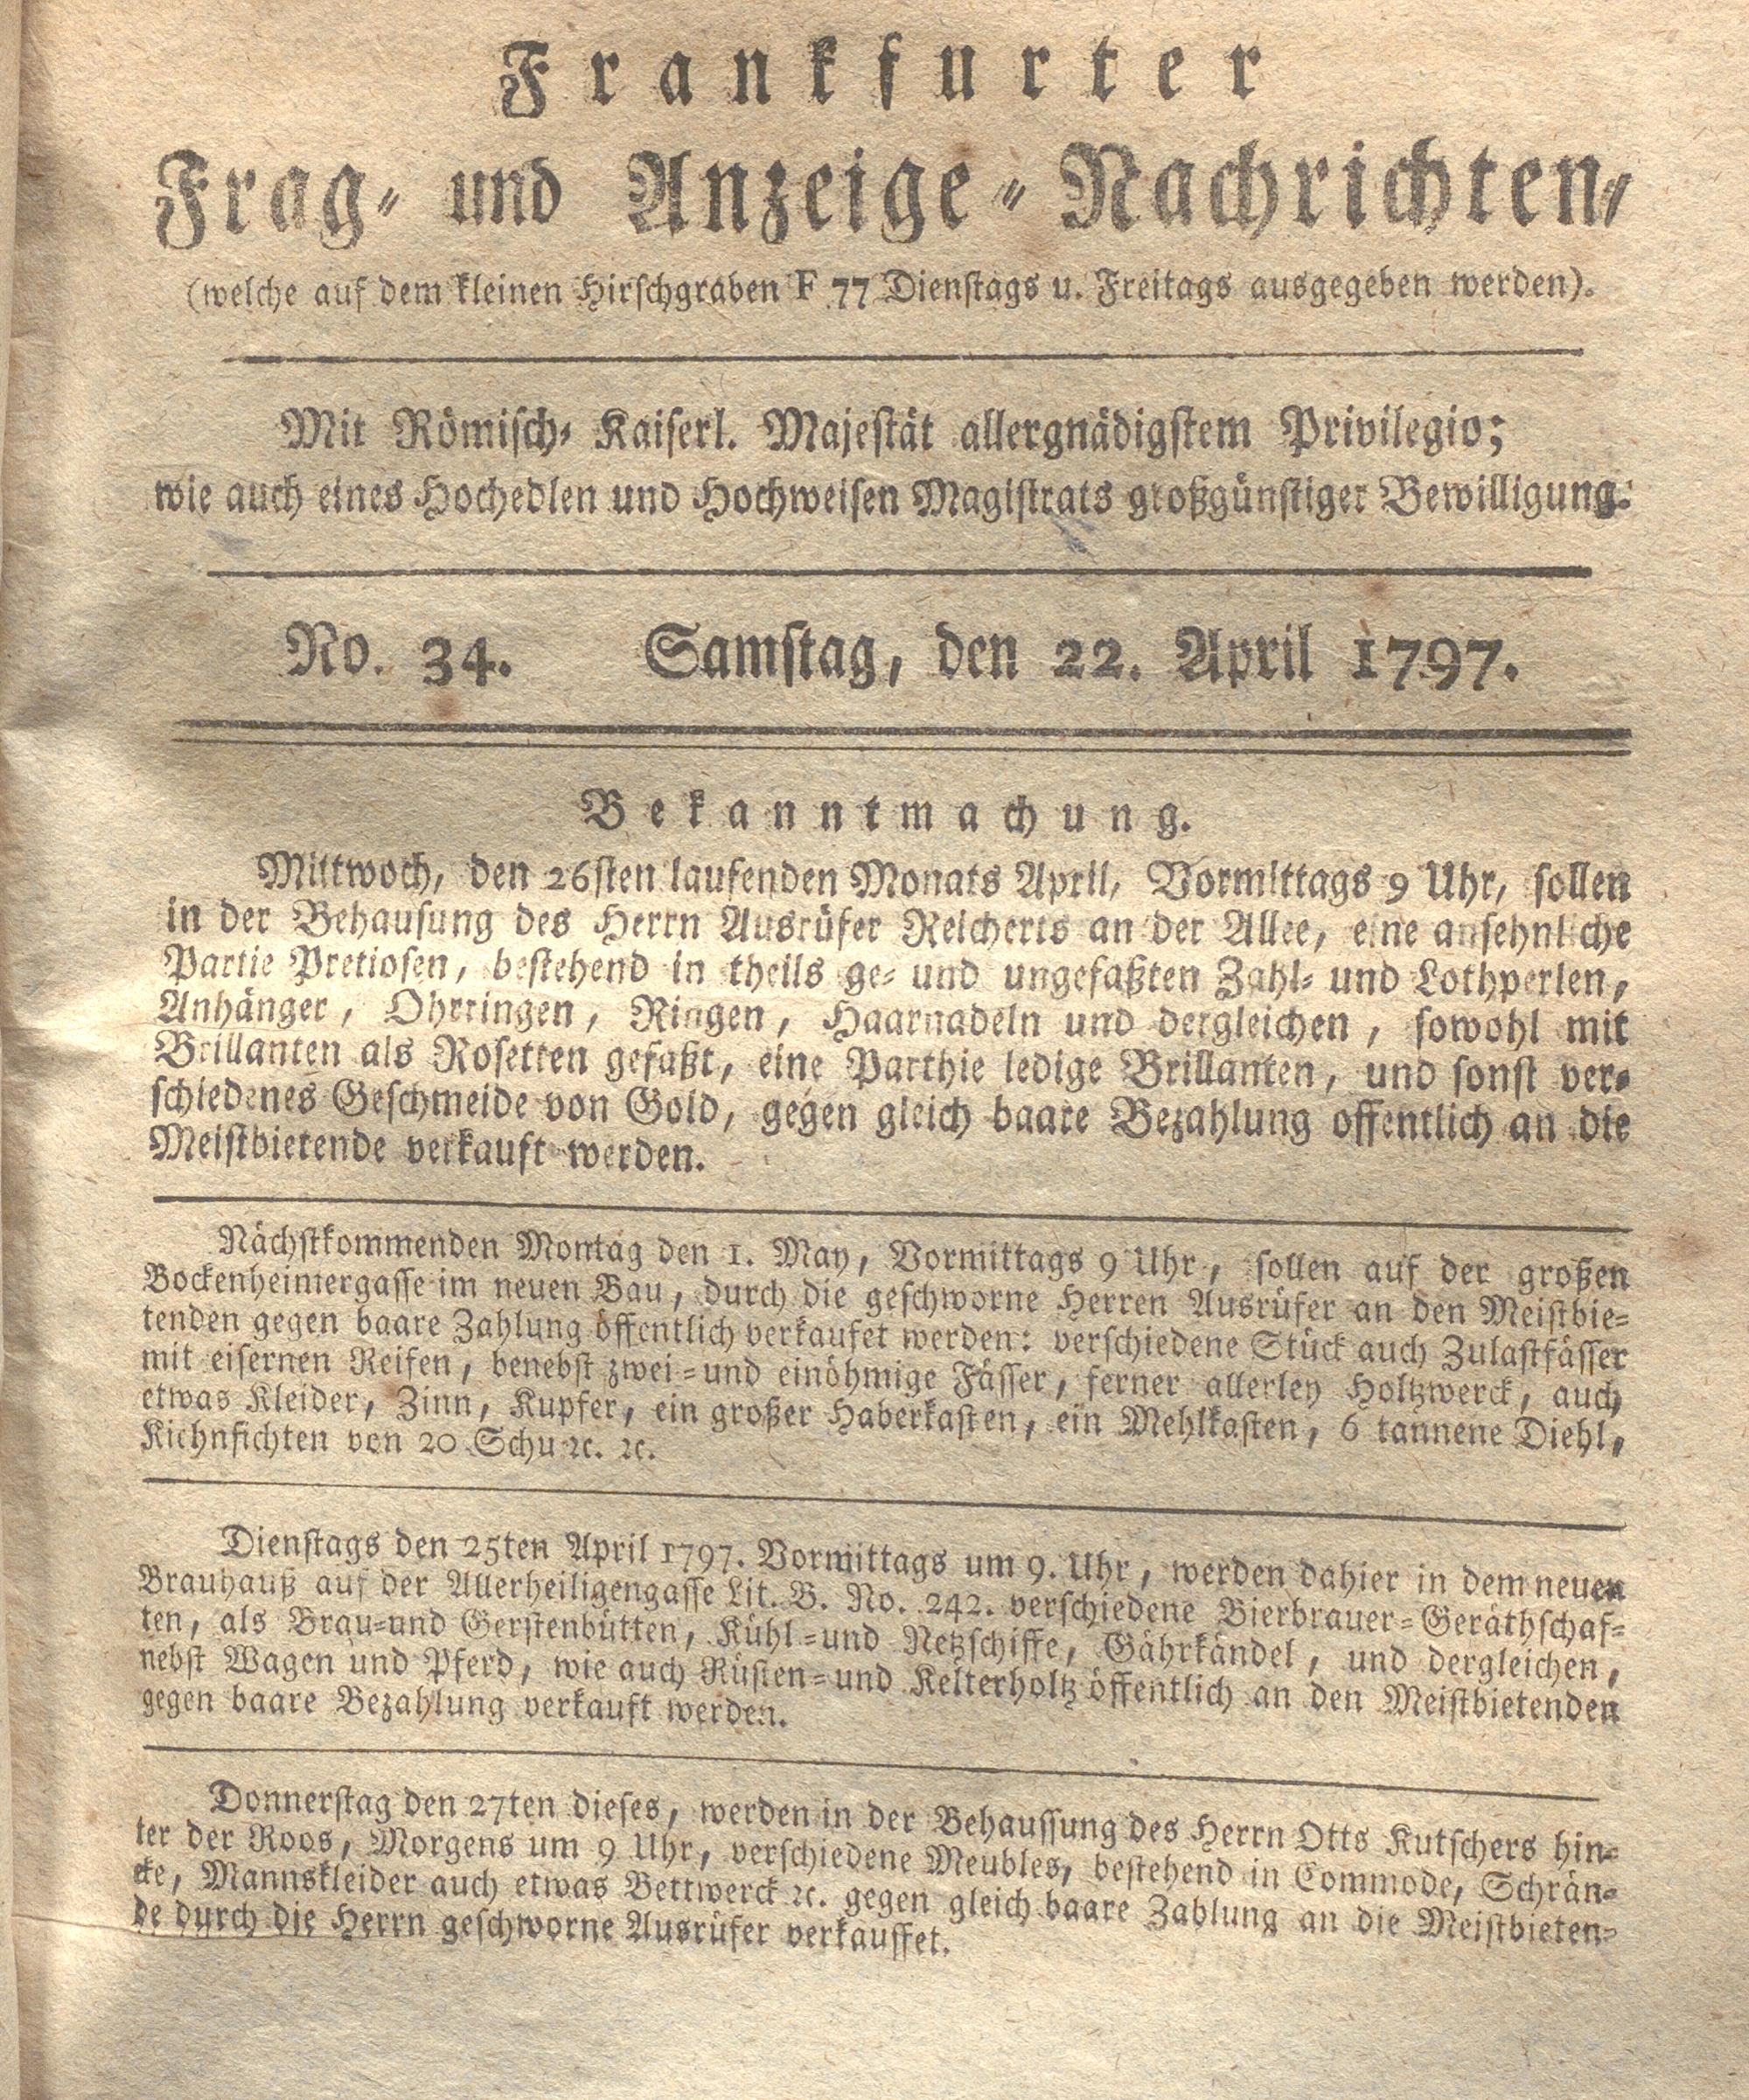 Frankfurter
Frag- und Anzeige-Nachrichten,
(welche auf dem kleinen Hirschgraben F 77 Dienstags u. Freitags ausgegeben werden).
Mit Römisch-Kaiserl. Majestät allergnädigstem Privilegio;
wie auch eines Hochedlen und Hochweisen Magistrats großgünstiger Bewilligung.
No. 34. Samstag, den 22. April 1797.
Bekanntmachung.
Mittwoch, den 26sten laufenden Monats April, Vormittags 9 Uhr, sollen
in der Behausung des Herrn Ausrüfer Reicherts an der Allee, eine ansehnliche
Partie Pretiosen, bestehend in theils ge- und ungefaßten Zahl- und Lothperlen,
Anhänger, Ohrringen, Ringen, Haarnadeln und dergleichen, sowohl mit
Brillanten als Rosetten gefaßt, eine Parthie ledige Brillanten, und sonst ver-
schiedenes Geschmeide von Gold, gegen gleich baare Bezahlung offentlich an die
Meistbietende verkauft werden.
Nächstkommenden Montag den 1. May, Vormittags 9 Uhr, sollen auf der großen
Bockenheimergasse im neuen Bau, durch die geschworne Herren Ausrüfer an den Meistbie-
tenden gegen baare Zahlung öffentlich verkaufet werden: verschiedene Stück auch Zulastfässer
mit eisernen Reifen, benebst zwei- und einöhmige Fässer, ferner allerley Holtzwerck, auch
etwas Kleider, Zinn, Kupfer, ein großer Haberkasten, ein Mehlkasten, 6 tannene Diehl,
Kiehnfichten von 20 Schu ꝛc. ꝛc.
Dienstags den 25ten April 1797. Vormittags um 9. Uhr, werden dahier in dem neuen
Brauhauß auf der Allerheiligengasse Lit. B. No. 242. verschiedene Bierbrauer-Geräthschaf-
ten, als Brau- und Gerstenbütten, Kühl- und Netzschiffe, Gährkändel, und dergleichen,
nebst Wagen und Pferd, wie auch Rüsten- und Kelterholtz öffentlich an den Meistbietenden
gegen baare Bezahlung verkauft werden.
Donnerstag den 27ten dieses, werden in der Behaussung des Herrn Otts Kutschers hin-
ter der Roos, Morgens um 9 Uhr, verschiedene Meubles, bestehend in Commode, Schrän-
cke, Mannskleider auch etwas Bettwerck ꝛc. gegen gleich baare Zahlung an die Meistbieten-
de durch die Herrn geschworne Ausrüfer verkauffet.